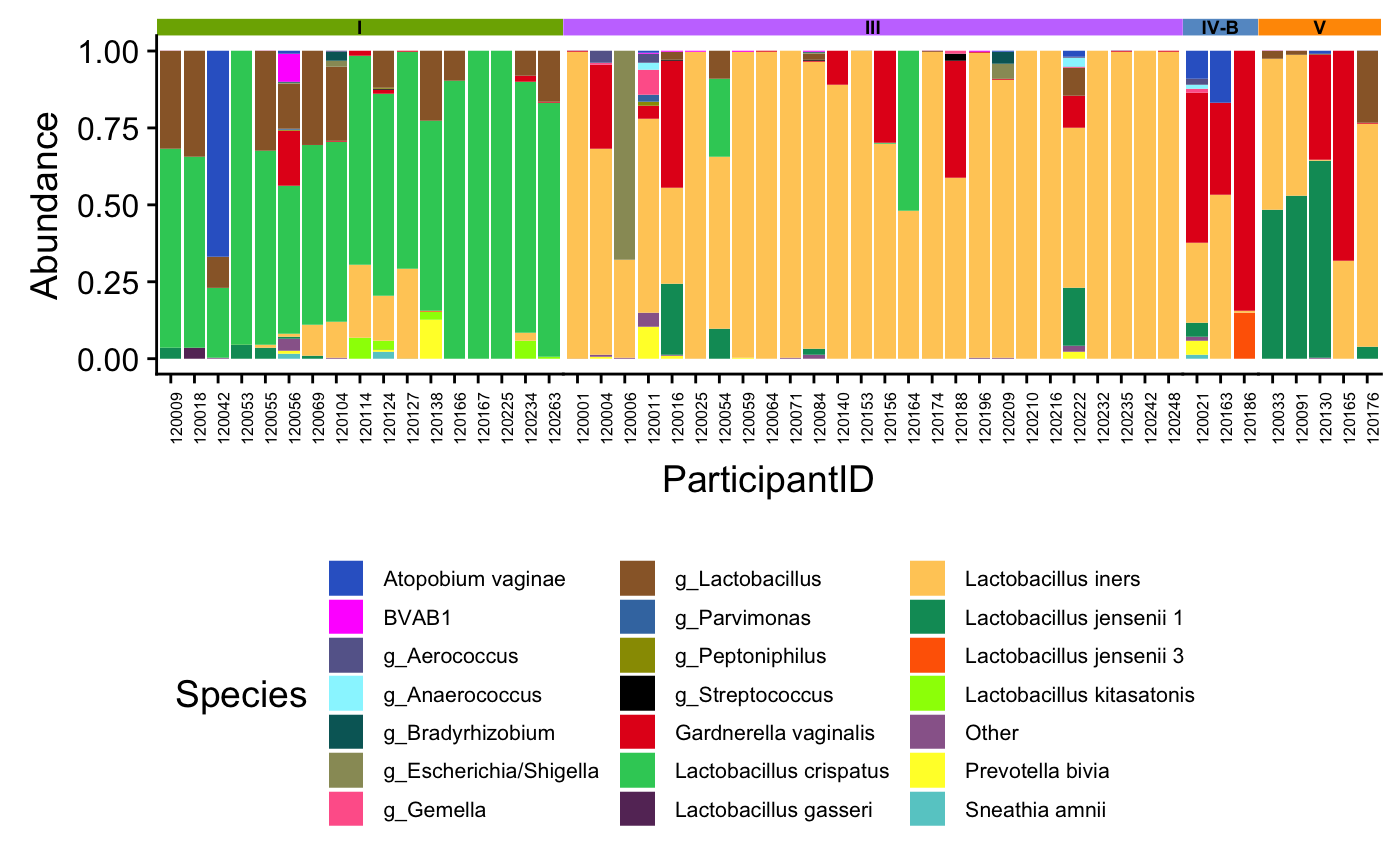 I III IV-B V
1.00
0.75
0.50
0.25
0.00
Abundance
120009 120018 120042 120053 120055 120056 120069 120104 120114 120124 120127 120138 120166 120167 120225 120234 120263 120001 120004 120006 120011 120016 120025 120054 120059 120064 120071 120084 120140 120153 120156 120164 120174 120188 120196 120209 120210 120216 120222 120232 120235 120242 120248 120021 120163 120186 120033 120091 120130 120165 120176
ParticipantID
Species
Atopobium vaginae
BVAB1
g_Aerococcus
g_Anaerococcus
g_Bradyrhizobium
g_Escherichia/Shigella
g_Gemella
g_Lactobacillus
g_Parvimonas
g_Peptoniphilus
g_Streptococcus
Gardnerella vaginalis
Lactobacillus crispatus
Lactobacillus gasseri
Lactobacillus iners
Lactobacillus jensenii 1
Lactobacillus jensenii 3
Lactobacillus kitasatonis
Other
Prevotella bivia
Sneathia amnii